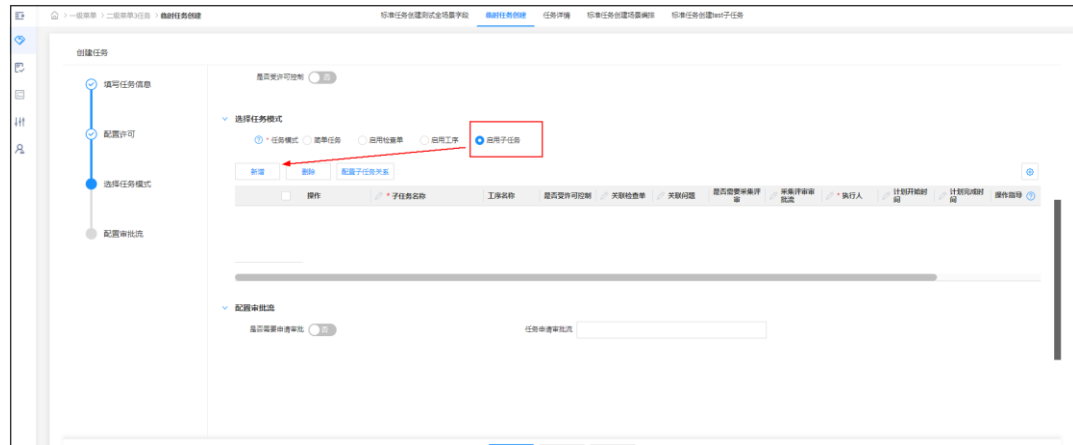 一级菜单 > 二级菜单3任务 > 临时任务创建
标准任务创建测试全场景字段 临时任务创建 任务详情 标准任务创建场景编排 标准任务创建test子任务
创建任务
填写任务信息
配置许可
选择任务模式
配置审批流
是否受许可控制 否
选择任务模式
* 任务模式 简单任务 启用检查单 启用工序 启用子任务
新增 删除 配置子任务关系
操作 * 子任务名称 工序名称 是否受许可控制 关联检查单 关联问题 是否需要采集评审 采集评审审批流 * 执行人 计划开始时间 计划完成时间 操作指导
配置审批流
是否需要申请审批 否 任务申请审批流